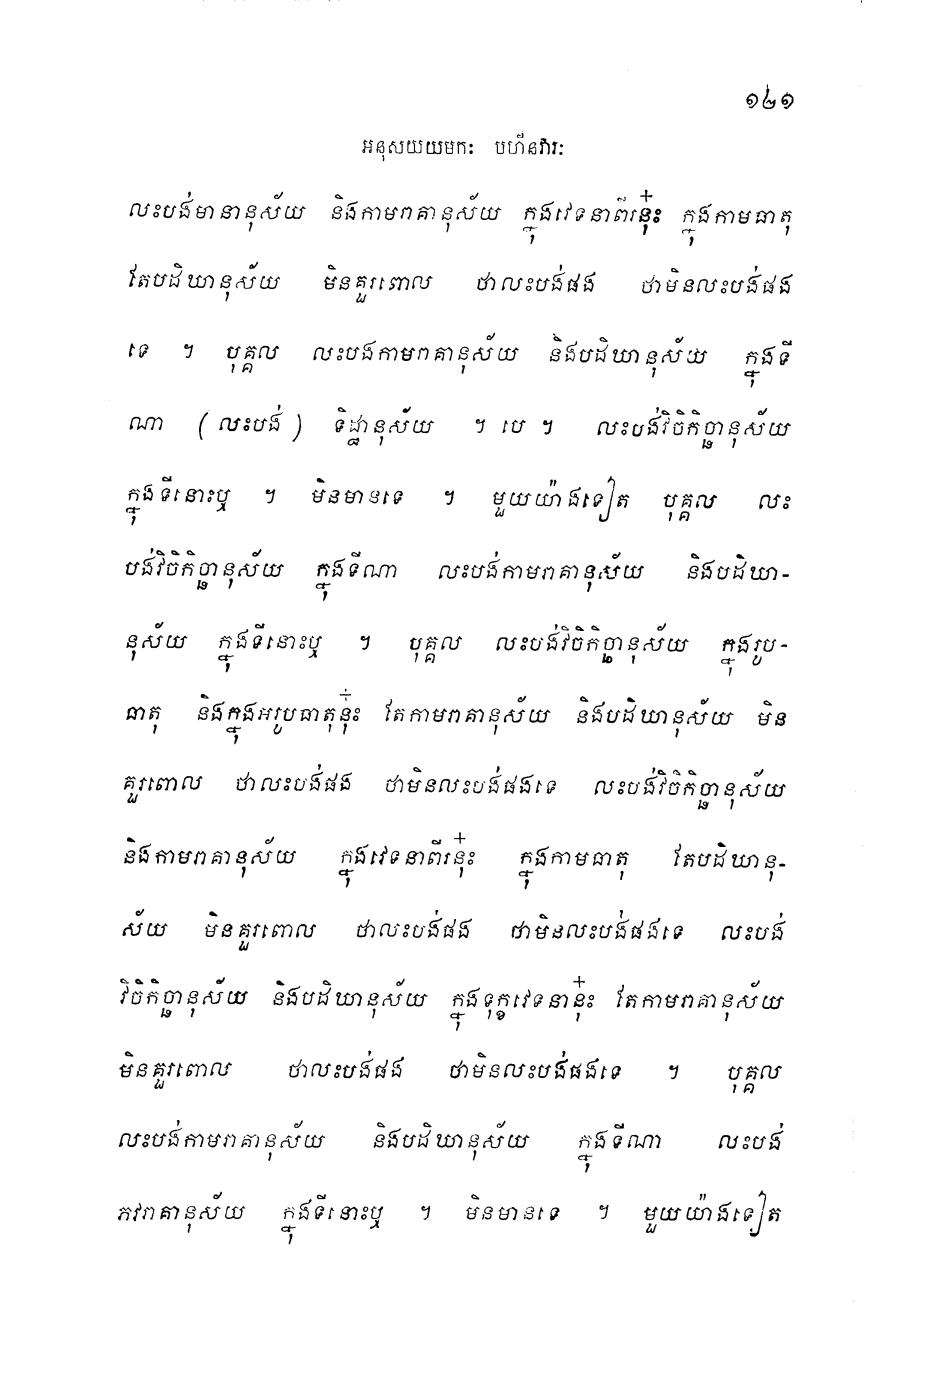 ១៤១
អនុសយយមកៈ បហីនវារៈ
លះបង់មានានុស័យ និងកាមរាគានុស័យ ក្នុងវេទនាពីរនុ៎ះ ក្នុងកាមធាតុ
តែបដិឃានុស័យ មិនគួរពោល ថាលះបង់ផង ថាមិនលះបង់ផង
ទេ ។ បុគ្គល លះបង់កាមរាគានុស័យ និងបដិឃានុស័យ ក្នុងទី
ណា (លះបង់) ទិដ្ឋានុស័យ ។ បេ ។ លះបង់វិចិកិច្ឆានុស័យ
ក្នុងទីនោះឬ ។ មិនមានទេ ។ មួយយ៉ាងទៀត បុគ្គល លះ
បង់វិចិកិច្ឆានុស័យ ក្នុងទីណា លះបង់កាមរាគានុស័យ និងបដិឃា-
នុស័យ ក្នុងទីនោះឬ ។ បុគ្គល លះបង់វិចិកិច្ឆានុស័យ ក្នុងរូប-
ធាតុ និងក្នុងអរូបធាតុនុ៎ះ តែកាមរាគានុស័យ និងបដិឃានុស័យ មិន
គួរពោល ថាលះបង់ផង ថាមិនលះបង់ផងទេ លះបង់វិចិកិច្ឆានុស័យ
និងកាមរាគានុស័យ ក្នុងវេទនាពីរនុ៎ះ ក្នុងកាមធាតុ តែបដិឃានុ-
ស័យ មិនគួរពោល ថាលះបង់ផង ថាមិនលះបង់ផងទេ លះបង់
វិចិកិច្ឆានុស័យ និងបដិឃានុស័យ ក្នុងទុក្ខវេទនានុ៎ះ តែកាមរាគានុស័យ
មិនគួរពោល ថាលះបង់ផង ថាមិនលះបង់ផងទេ ។ បុគ្គល
លះបង់កាមរាគានុស័យ និងបដិឃានុស័យ ក្នុងទីណា លះបង់
ភវរាគានុស័យ ក្នុងទីនោះឬ ។ មិនមានទេ ។ មួយយ៉ាងទៀត